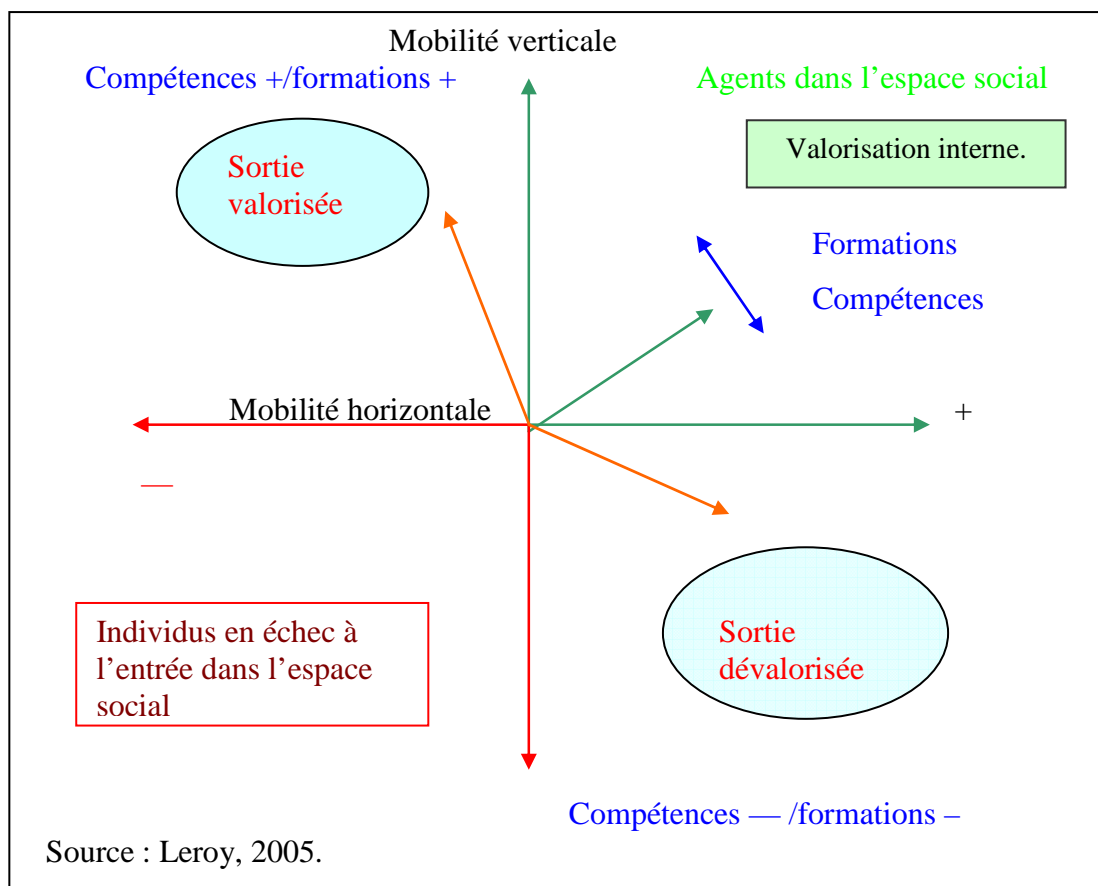 Mobilité verticale
Compétences +/formations +
Agents dans l’espace social
Valorisation interne.
Sortie
valorisée
Formations
Compétences
Mobilité horizontale
+
—
Individus en échec à
l’entrée dans l’espace
social
Sortie
dévalorisée
Compétences — /formations –
Source : Leroy, 2005.